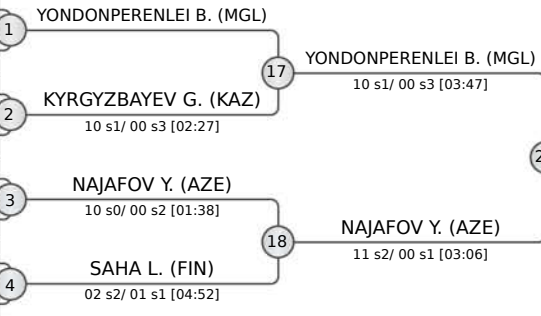 YONDONPERENLEI B. (MGL)
1
17
YONDONPERENLEI B. (MGL)
10 s1/ 00 s3 [03:47]
KYRGYZBAYEV G. (KAZ)
2
10 s1/ 00 s3 [02:27]
NAJAFOV Y. (AZE)
3
10 s0/ 00 s2 [01:38]
18
NAJAFOV Y. (AZE)
11 s2/ 00 s1 [03:06]
SAHA L. (FIN)
4
02 s2/ 01 s1 [04:52]